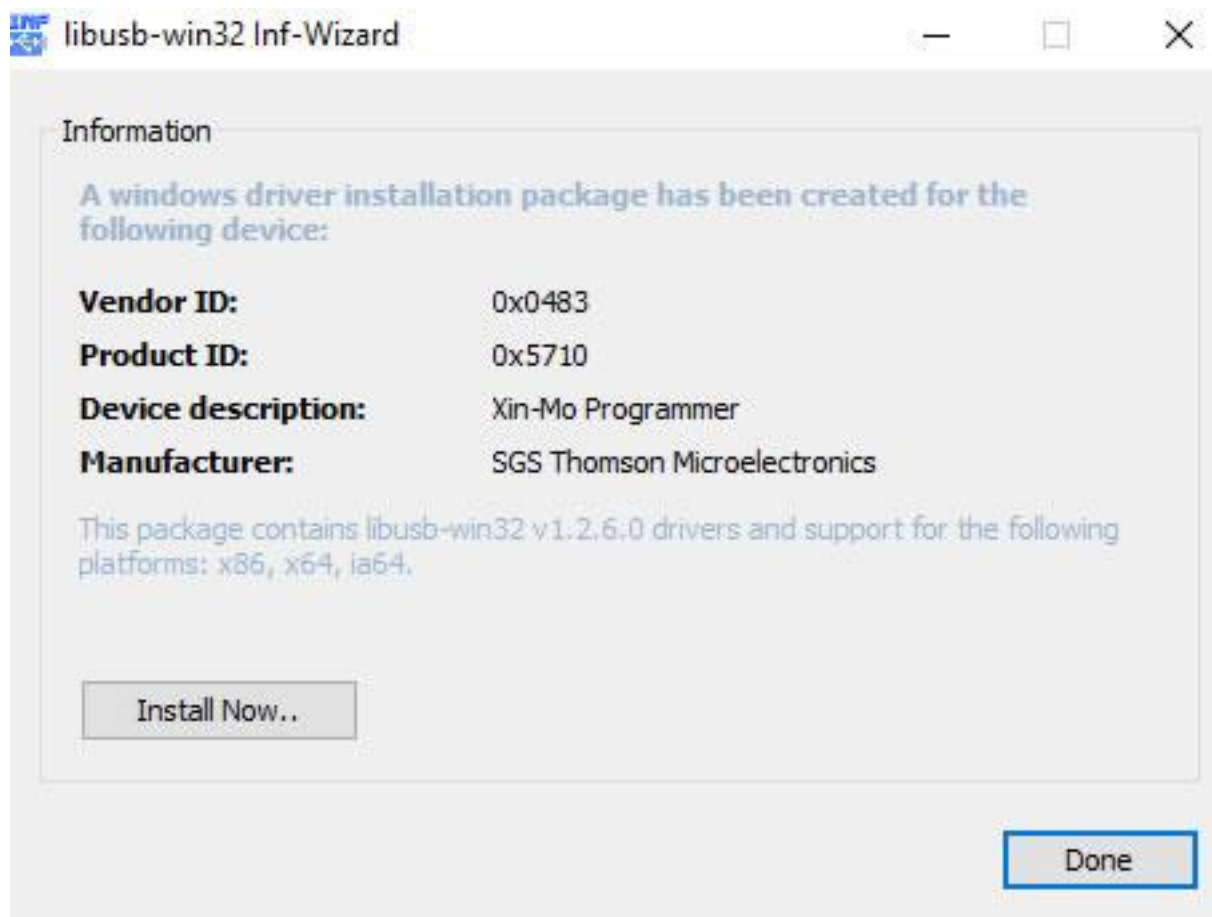 INF
libusb-win32 Inf-Wizard
Information
A windows driver installation package has been created for the
following device:
Vendor ID: 0x0483
Product ID: 0x5710
Device description: Xin-Mo Programmer
Manufacturer: SGS Thomson Microelectronics
This package contains libusb-win32 v1.2.6.0 drivers and support for the following
platforms: x86, x64, ia64.
Install Now..
Done